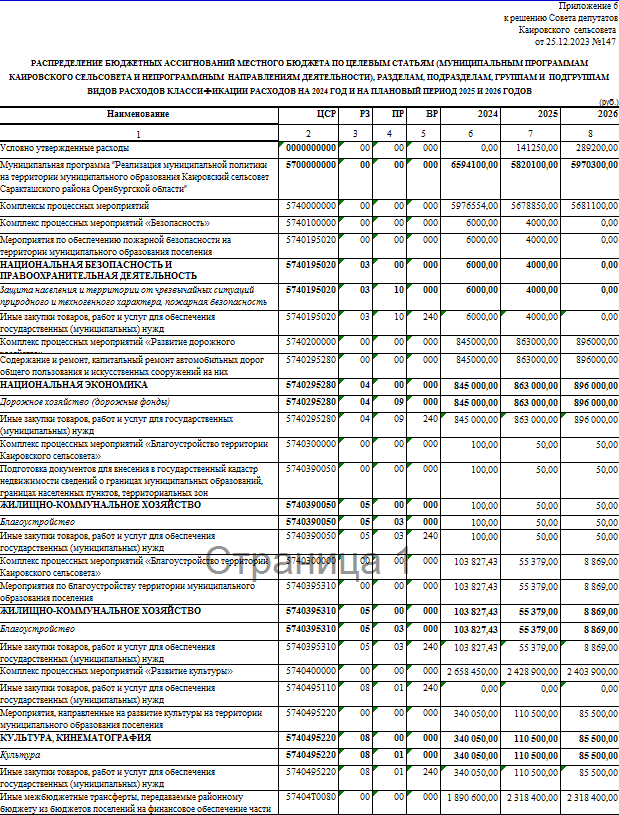 Приложение 6
к решению Совета депутатов
Каировского сельсовета
от 25.12.2023 №147
РАСПРЕДЕЛЕНИЕ БЮДЖЕТНЫХ АССИГНОВАНИЙ МЕСТНОГО БЮДЖЕТА ПО ЦЕЛЕВЫМ СТАТЬЯМ (МУНИЦИПАЛЬНЫМ ПРОГРАММАМ
КАИРОВСКОГО СЕЛЬСОВЕТА И НЕПРОГРАММНЫМ НАПРАВЛЕНИЯМ ДЕЯТЕЛЬНОСТИ), РАЗДЕЛАМ, ПОДРАЗДЕЛАМ, ГРУППАМ И ПОДГРУППАМ
ВИДОВ РАСХОДОВ КЛАССИФИКАЦИИ РАСХОДОВ НА 2024 ГОД И НА ПЛАНОВЫЙ ПЕРИОД 2025 И 2026 ГОДОВ
(руб.)
Наименование ЦСР РЗ ПР ВР 2024 2025 2026
1 2 3 4 5 6 7 8
Условно утвержденные расходы 0000000000 00 00 000 0,00 141250,00 289200,00
Муниципальная программа "Реализация муниципальной политики 5700000000 00 00 000 6594100,00 5820100,00 5970300,00
на территории муниципального образования Каировский сельсовет
Саракташского района Оренбургской области"
Комплексы процессных мероприятий 5740000000 00 00 000 5976554,00 5678850,00 5681100,00
Комплекс процессных мероприятий «Безопасность» 5740100000 00 00 000 6000,00 4000,00 0,00
Мероприятия по обеспечению пожарной безопасности на 5740195020 00 00 000 6000,00 4000,00 0,00
территории муниципального образования поселения
НАЦИОНАЛЬНАЯ БЕЗОПАСНОСТЬ И 5740195020 03 00 000 6000,00 4000,00 0,00
ПРАВООХРАНИТЕЛЬНАЯ ДЕЯТЕЛЬНОСТЬ
Защита населения и территории от чрезвычайных ситуаций 5740195020 03 10 000 6000,00 4000,00 0,00
природного и техногенного характера, пожарная безопасность
Иные закупки товаров, работ и услуг для обеспечения 5740195020 03 10 240 6000,00 4000,00 0,00
государственных (муниципальных) нужд
Комплекс процессных мероприятий «Развитие дорожного 5740200000 00 00 000 845000,00 863000,00 896000,00
Содержание и ремонт, капитальный ремонт автомобильных дорог 5740295280 00 00 000 845000,00 863000,00 896000,00
общего пользования и искусственных сооружений на них
НАЦИОНАЛЬНАЯ ЭКОНОМИКА 5740295280 04 00 000 845 000,00 863 000,00 896 000,00
Дорожное хозяйство (дорожные фонды) 5740295280 04 09 000 845 000,00 863 000,00 896 000,00
Иные закупки товаров, работ и услуг для государственных 5740295280 04 09 240 845 000,00 863 000,00 896 000,00
(муниципальных) нужд
Комплекс процессных мероприятий «Благоустройство территории 5740300000 00 00 000 100,00 50,00 50,00
Каировского сельсовета»
Подготовка документов для внесения в государственный кадастр 5740390050 00 00 000 100,00 50,00 50,00
недвижимости сведений о границах муниципальных образований,
границах населенных пунктов, территориальных зон
ЖИЛИЩНО-КОММУНАЛЬНОЕ ХОЗЯЙСТВО 5740390050 05 00 000 100,00 50,00 50,00
Благоустройство 5740390050 05 03 000 100,00 50,00 50,00
Иные закупки товаров, работ и услуг для обеспечения 5740390050 05 03 240 100,00 50,00 50,00
государственных (муниципальных) нужд
Страница 1
Комплекс процессных мероприятий «Благоустройство территории 5740300000 00 00 000 103 827,43 55 379,00 8 869,00
Каировского сельсовета»
Мероприятия по благоустройству территории муниципального 5740395310 00 00 000 103 827,43 55 379,00 8 869,00
образования поселения
ЖИЛИЩНО-КОММУНАЛЬНОЕ ХОЗЯЙСТВО 5740395310 05 00 000 103 827,43 55 379,00 8 869,00
Благоустройство 5740395310 05 03 000 103 827,43 55 379,00 8 869,00
Иные закупки товаров, работ и услуг для обеспечения 5740395310 05 03 240 103 827,43 55 379,00 8 869,00
государственных (муниципальных) нужд
Комплекс процессных мероприятий «Развитие культуры» 5740400000 00 00 000 2 658 450,00 2 428 900,00 2 403 900,00
Иные закупки товаров, работ и услуг для обеспечения 5740495110 08 01 240 0,00 0,00 0,00
государственных (муниципальных) нужд
Мероприятия, направленные на развитие культуры на территории 5740495220 00 00 000 340 050,00 110 500,00 85 500,00
муниципального образования поселения
КУЛЬТУРА, КИНЕМАТОГРАФИЯ 5740495220 08 00 000 340 050,00 110 500,00 85 500,00
Культура 5740495220 08 01 000 340 050,00 110 500,00 85 500,00
Иные закупки товаров, работ и услуг для обеспечения 5740495220 08 01 240 340 050,00 110 500,00 85 500,00
государственных (муниципальных) нужд
Иные межбюджетные трансферты, передаваемые районному 57404Т0080 00 00 000 1 890 600,00 2 318 400,00 2 318 400,00
бюджету из бюджетов поселений на финансовое обеспечение части